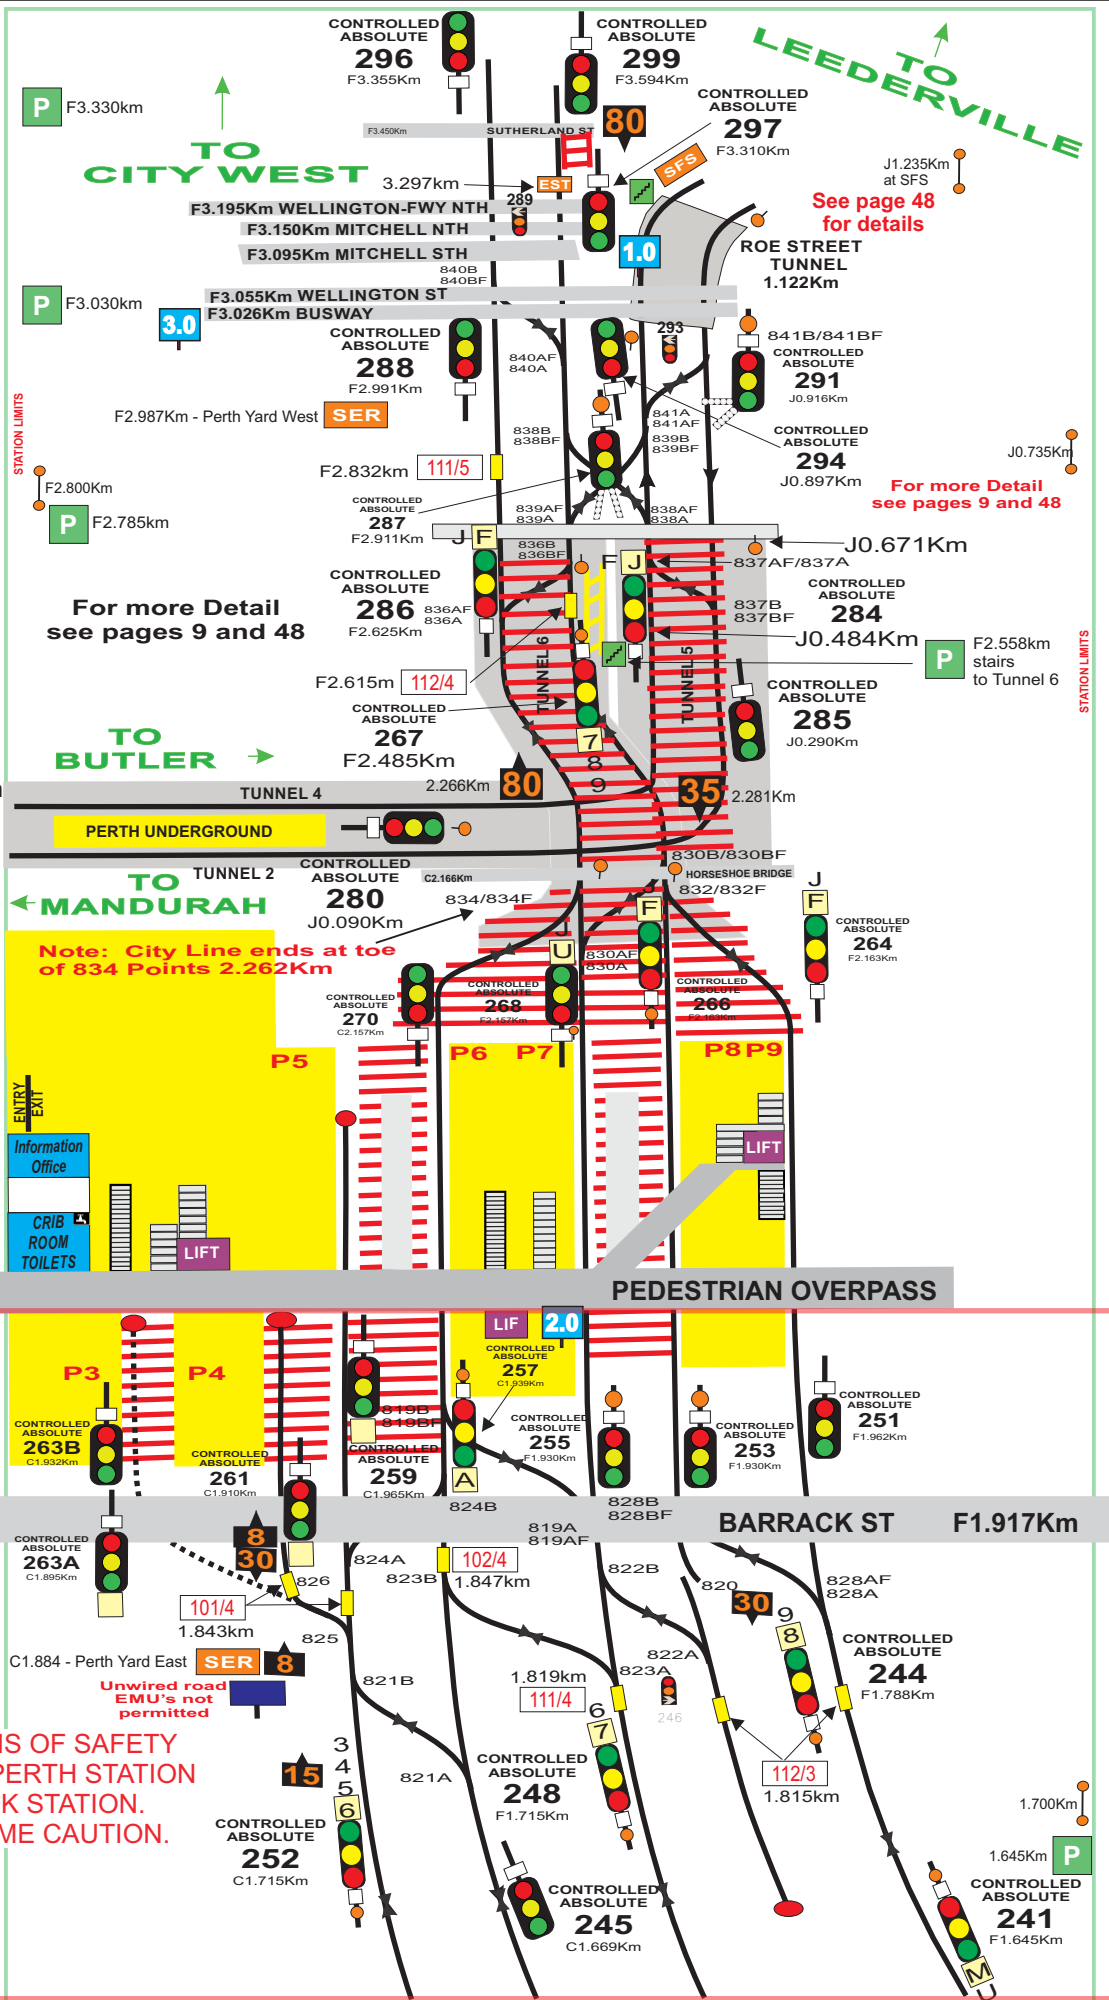 CONTROLLED
ABSOLUTE
296
F3.355Km
CONTROLLED
ABSOLUTE
299
F3.594Km
TO
LEEDERVILLE
P
F3.330km
CONTROLLED
ABSOLUTE
297
F3.310Km
80
F3.450Km
SUTHERLAND ST
TO
CITY WEST
J1.235Km
at SFS
3.297km
EST
SFS
See page 48
for details
289
F3.195Km WELLINGTON-FWY NTH
F3.150Km MITCHELL NTH
F3.095Km MITCHELL STH
1.0
ROE STREET
TUNNEL
1.122Km
840B
840BF
P
F3.030km
F3.055Km WELLINGTON ST
F3.026Km BUSWAY
3.0
CONTROLLED
ABSOLUTE
288
F2.991Km
293
841B/841BF
CONTROLLED
ABSOLUTE
291
J0.916Km
840AF
840A
F2.987Km - Perth Yard West
SER
STATION LIMITS
841A
841AF
838B
838BF
839B
839BF
CONTROLLED
ABSOLUTE
294
J0.897Km
J0.735Km
F2.832km
111/5
For more Detail
see pages 9 and 48
F2.800Km
P
F2.785km
CONTROLLED
ABSOLUTE
287
F2.911Km
839AF
839A
838AF
838A
J F
836B
836BF
F J
J0.671Km
837AF/837A
CONTROLLED
ABSOLUTE
286
F2.625Km
836AF
836A
For more Detail
see pages 9 and 48
837B
837BF
CONTROLLED
ABSOLUTE
284
J0.484Km
P
F2.558km
stairs
to Tunnel 6
STATION LIMITS
TUNNEL 6
TUNNEL 5
F2.615m
112/4
CONTROLLED
ABSOLUTE
267
F2.485Km
CONTROLLED
ABSOLUTE
285
J0.290Km
7
8
9
TO
BUTLER
2.266Km
80
35
2.281Km
TUNNEL 4
PERTH UNDERGROUND
TUNNEL 2
830B/830BF
CONTROLLED
ABSOLUTE
280
J0.090Km
C2.166Km
HORSESHOE BRIDGE
832/832F
TO
MANDURAH
834/834F
J
F
J
F
CONTROLLED
ABSOLUTE
264
F2.163Km
Note: City Line ends at toe
of 834 Points 2.262Km
J
U
830AF
830A
CONTROLLED
ABSOLUTE
270
C2.157Km
CONTROLLED
ABSOLUTE
268
F2.157Km
CONTROLLED
ABSOLUTE
266
F2.163Km
P5
P6
P7
P8
P9
ENTRY
EXIT
Information
Office
CRIB
ROOM
TOILETS
LIFT
LIFT
PEDESTRIAN OVERPASS
LIF
2.0
P3
P4
CONTROLLED
ABSOLUTE
257
C1.939Km
CONTROLLED
ABSOLUTE
263B
C1.932Km
819B
819BF
CONTROLLED
ABSOLUTE
261
C1.910Km
CONTROLLED
ABSOLUTE
259
C1.965Km
A
CONTROLLED
ABSOLUTE
255
F1.930Km
CONTROLLED
ABSOLUTE
253
F1.930Km
CONTROLLED
ABSOLUTE
251
F1.962Km
824B
828B
828BF
819A
819AF
BARRACK ST
F1.917Km
CONTROLLED
ABSOLUTE
263A
C1.895Km
8
30
824A
823B
102/4
1.847km
822B
826
820
828AF
828A
101/4
1.843km
825
30
9
8
C1.884 - Perth Yard East
SER
8
Unwired road
EMU's not
permitted
821B
1.819km
111/4
822A
823A
246
CONTROLLED
ABSOLUTE
244
F1.788Km
6
7
IS OF SAFETY
PERTH STATION
K STATION.
ME CAUTION.
3
4
5
6
15
821A
CONTROLLED
ABSOLUTE
248
F1.715Km
112/3
1.815km
CONTROLLED
ABSOLUTE
252
C1.715Km
1.700Km
1.645Km
P
CONTROLLED
ABSOLUTE
245
C1.669Km
CONTROLLED
ABSOLUTE
241
F1.645Km
M